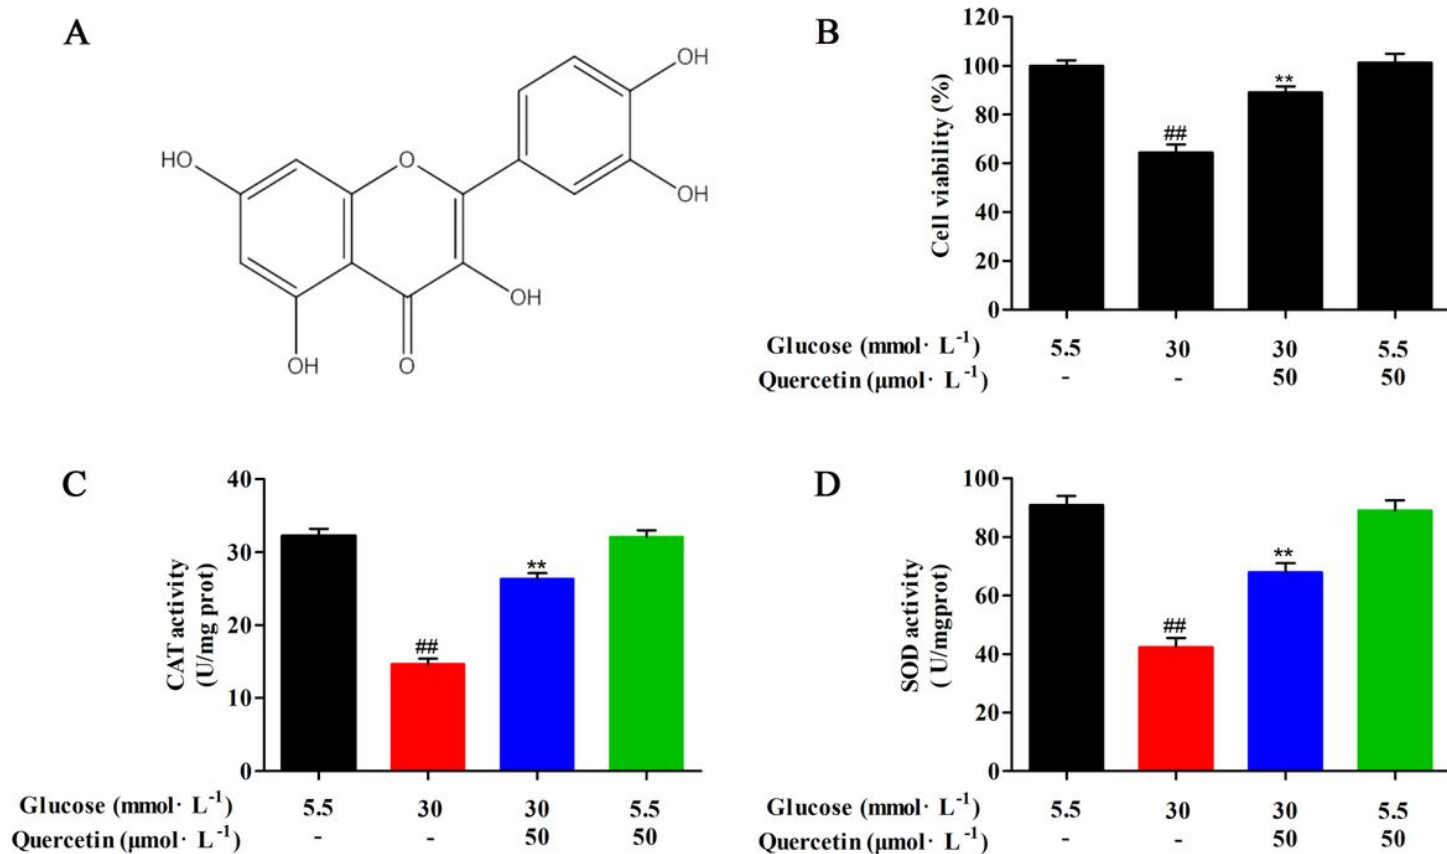 A
OH
HO
O
OH
OH
OH
O
B
120
100
80
60
40
20
0
Cell viability (%)
##
**
Glucose (mmol· L⁻¹) 5.5 30 30 5.5
Quercetin (μmol· L⁻¹) - - 50 50
C
40
30
20
10
0
CAT activity
(U/mg prot)
##
**
Glucose (mmol· L⁻¹) 5.5 30 30 5.5
Quercetin (μmol· L⁻¹) - - 50 50
D
100
80
60
40
20
0
SOD activity
( U/mgprot)
##
**
Glucose (mmol· L⁻¹) 5.5 30 30 5.5
Quercetin (μmol· L⁻¹) - - 50 50